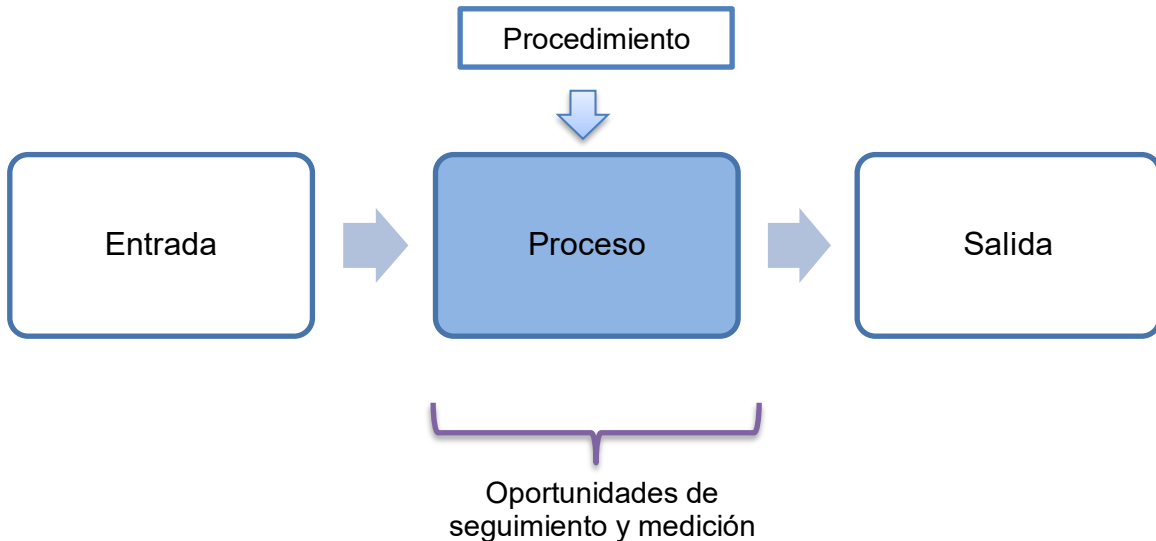 Procedimiento
Entrada
Proceso
Salida
Oportunidades de
seguimiento y medición